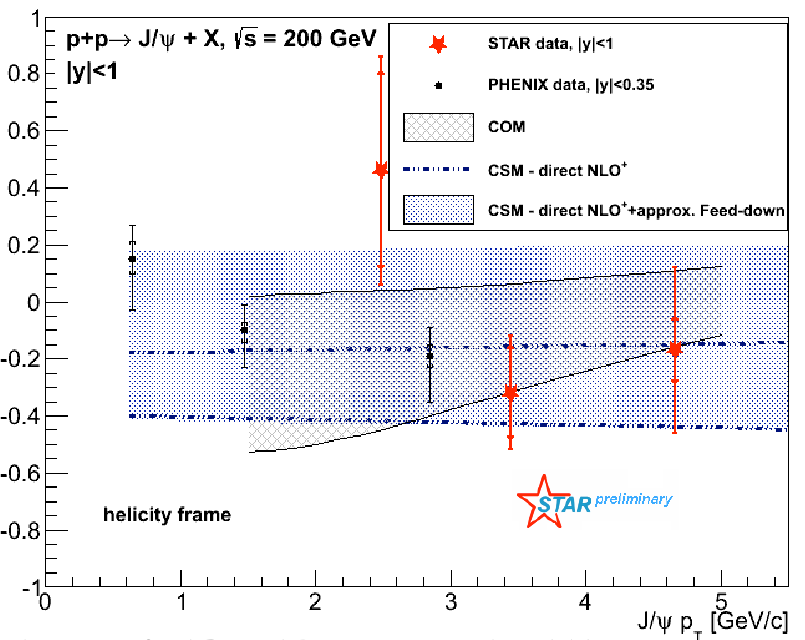 p+p→ J/ψ + X, √s = 200 GeV
|y|<1
STAR data, |y|<1
PHENIX data, |y|<0.35
COM
CSM - direct NLO⁺
CSM - direct NLO⁺+approx. Feed-down
1
0.8
0.6
0.4
0.2
0
-0.2
-0.4
-0.6
-0.8
-1
helicity frame
STAR preliminary
0 1 2 3 4 5
J/ψ p_T [GeV/c]